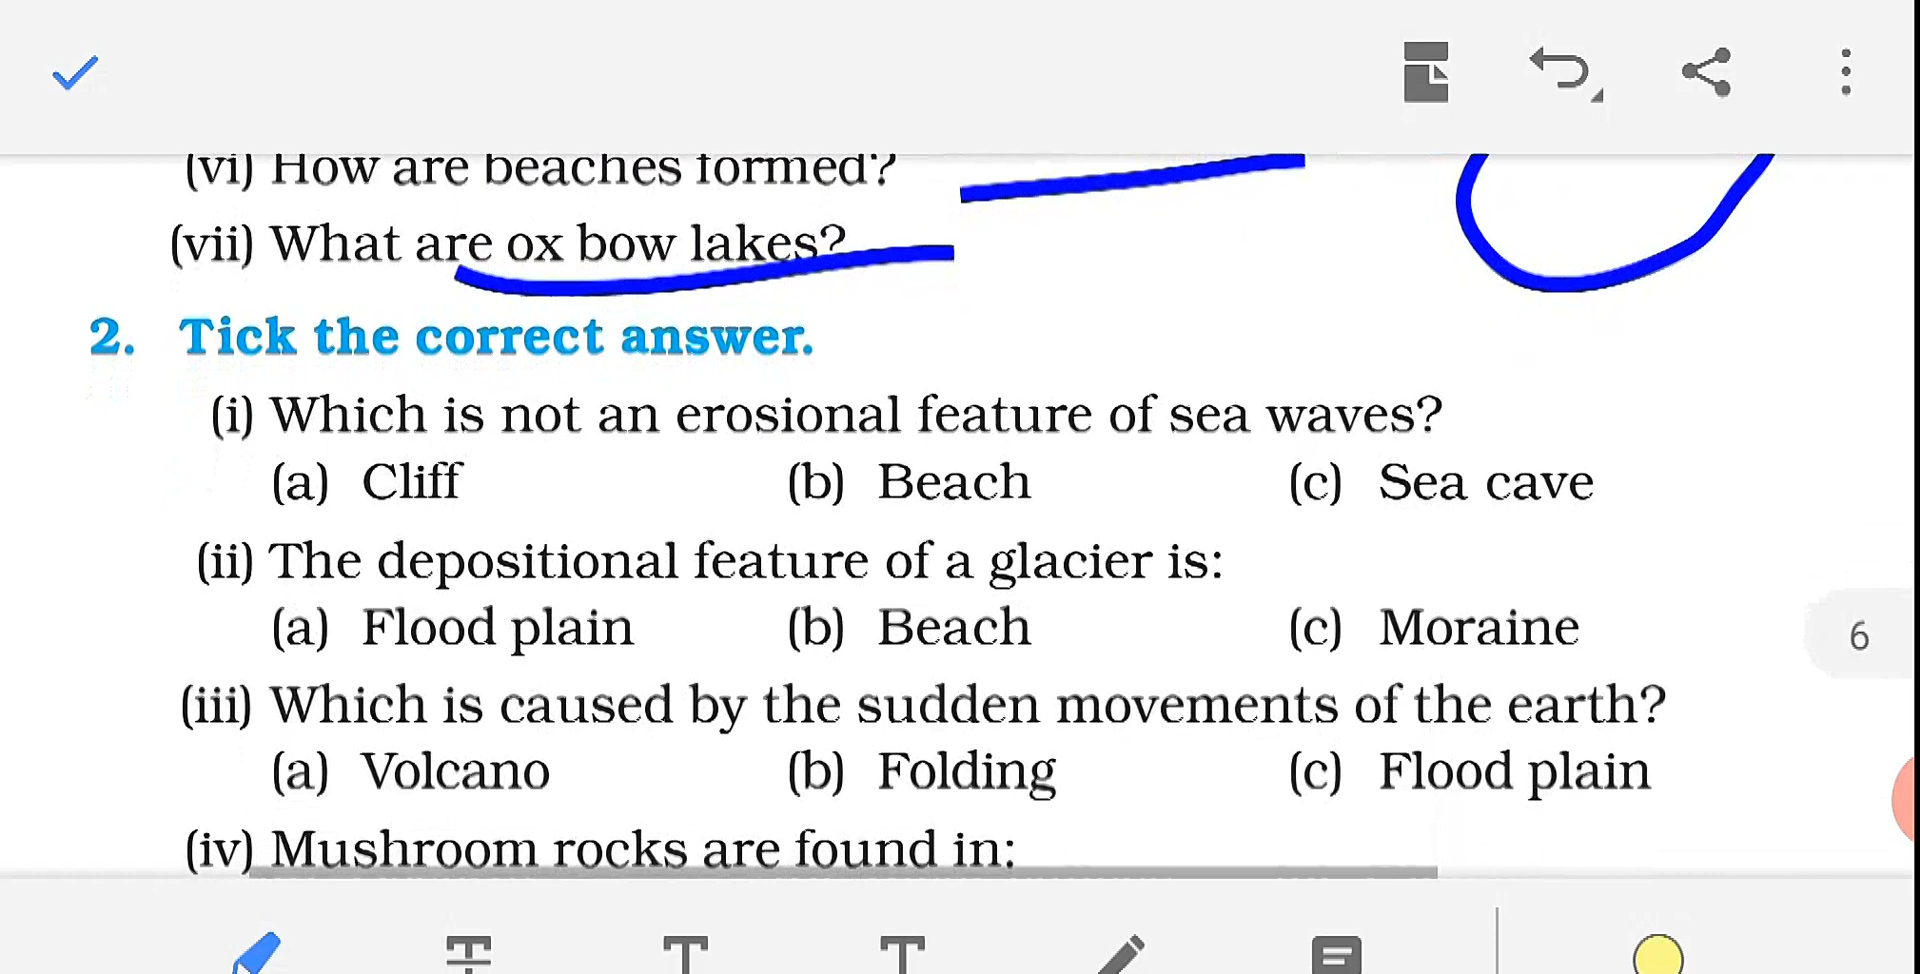 (vi) How are beaches formed?
(vii) What are ox bow lakes?
2. Tick the correct answer.
(i) Which is not an erosional feature of sea waves?
(a) Cliff (b) Beach (c) Sea cave
(ii) The depositional feature of a glacier is:
(a) Flood plain (b) Beach (c) Moraine
6
(iii) Which is caused by the sudden movements of the earth?
(a) Volcano (b) Folding (c) Flood plain
(iv) Mushroom rocks are found in: